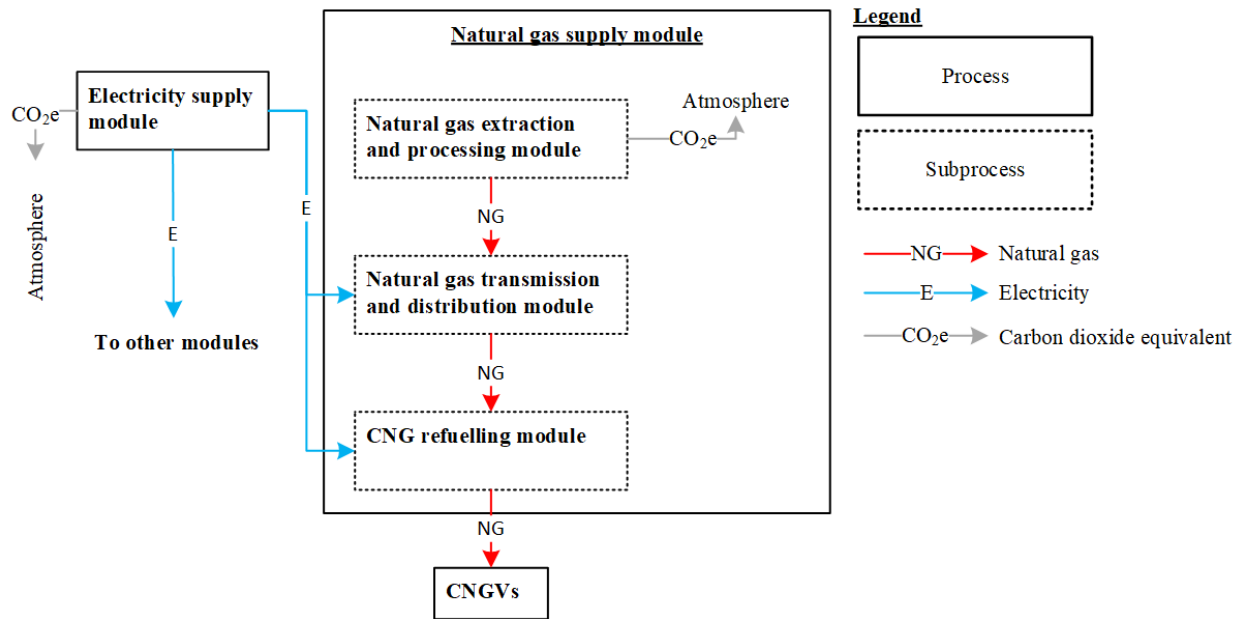 Natural gas supply module
Electricity supply
module
CO₂e
Atmosphere
E
To other modules
E
Natural gas extraction
and processing module
CO₂e
Atmosphere
NG
Natural gas transmission
and distribution module
NG
CNG refuelling module
NG
CNGVs
Legend
Process
Subprocess
NG Natural gas
E Electricity
CO₂e Carbon dioxide equivalent